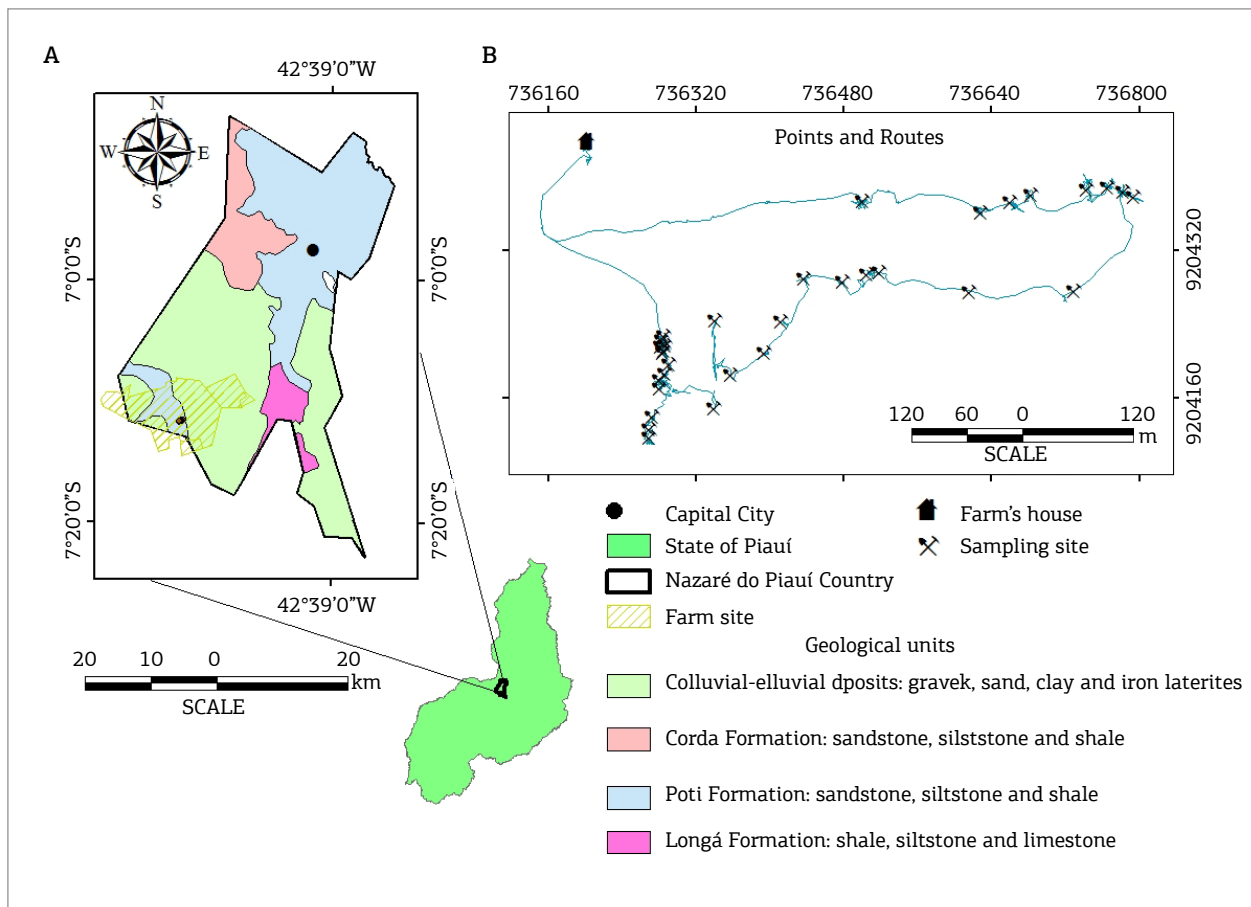 A
42°39'0"W
N
W E
S
7°0'0"S
7°0'0"S
7°20'0"S
7°20'0"S
42°39'0"W
20 10 0 20
km
SCALE
B
736160 736320 736480 736640 736800
Points and Routes
9204320
9204160
120 60 0 120
m
SCALE
Capital City
State of Piauí
Nazaré do Piauí Country
Farm site
Farm's house
Sampling site
Geological units
Colluvial-elluvial dposits: gravek, sand, clay and iron laterites
Corda Formation: sandstone, silststone and shale
Poti Formation: sandstone, siltstone and shale
Longá Formation: shale, siltstone and limestone